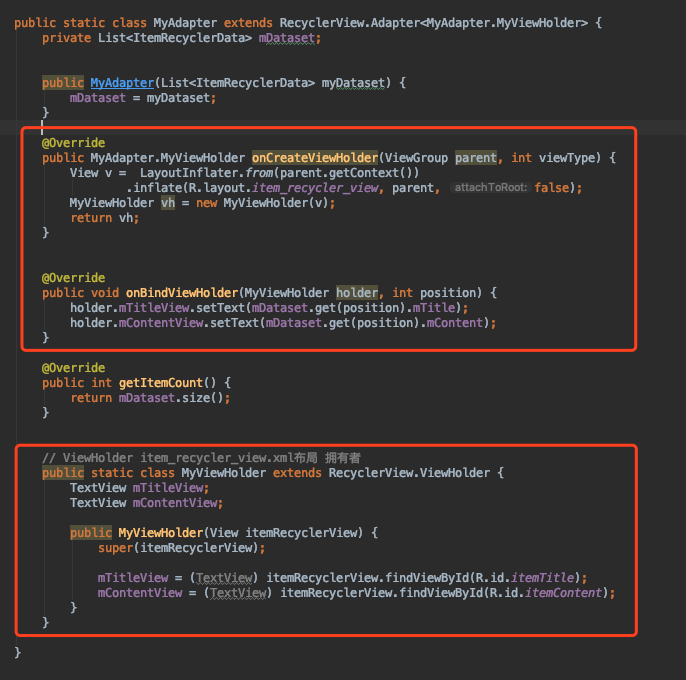 public static class MyAdapter extends RecyclerView.Adapter<MyAdapter.MyViewHolder> {
    private List<ItemRecyclerData> mDataset;
    public MyAdapter(List<ItemRecyclerData> myDataset) {
        mDataset = myDataset;
    }
    @Override
    public MyAdapter.MyViewHolder onCreateViewHolder(ViewGroup parent, int viewType) {
        View v =  LayoutInflater.from(parent.getContext())
                .inflate(R.layout.item_recycler_view, parent, attachToRoot: false);
        MyViewHolder vh = new MyViewHolder(v);
        return vh;
    }
    @Override
    public void onBindViewHolder(MyViewHolder holder, int position) {
        holder.mTitleView.setText(mDataset.get(position).mTitle);
        holder.mContentView.setText(mDataset.get(position).mContent);
    }
    @Override
    public int getItemCount() {
        return mDataset.size();
    }
    // ViewHolder item_recycler_view.xml布局 拥有者
    public static class MyViewHolder extends RecyclerView.ViewHolder {
        TextView mTitleView;
        TextView mContentView;
        public MyViewHolder(View itemRecyclerView) {
            super(itemRecyclerView);
            mTitleView = (TextView) itemRecyclerView.findViewById(R.id.itemTitle);
            mContentView = (TextView) itemRecyclerView.findViewById(R.id.itemContent);
        }
    }
}